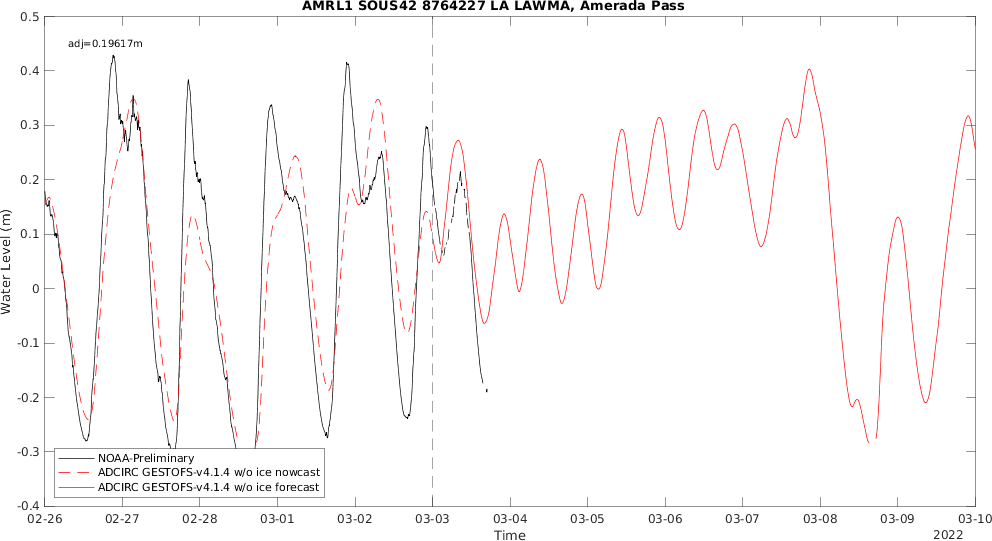 AMRL1 SOUS42 8764227 LA LAWMA, Amerada Pass
adj=0.19617m
0.5
0.4
0.3
0.2
0.1
0
-0.1
-0.2
-0.3
-0.4
Water Level (m)
NOAA-Preliminary
ADCIRC GESTOFS-v4.1.4 w/o ice nowcast
ADCIRC GESTOFS-v4.1.4 w/o ice forecast
02-26 02-27 02-28 03-01 03-02 03-03 03-04 03-05 03-06 03-07 03-08 03-09 03-10
Time
2022